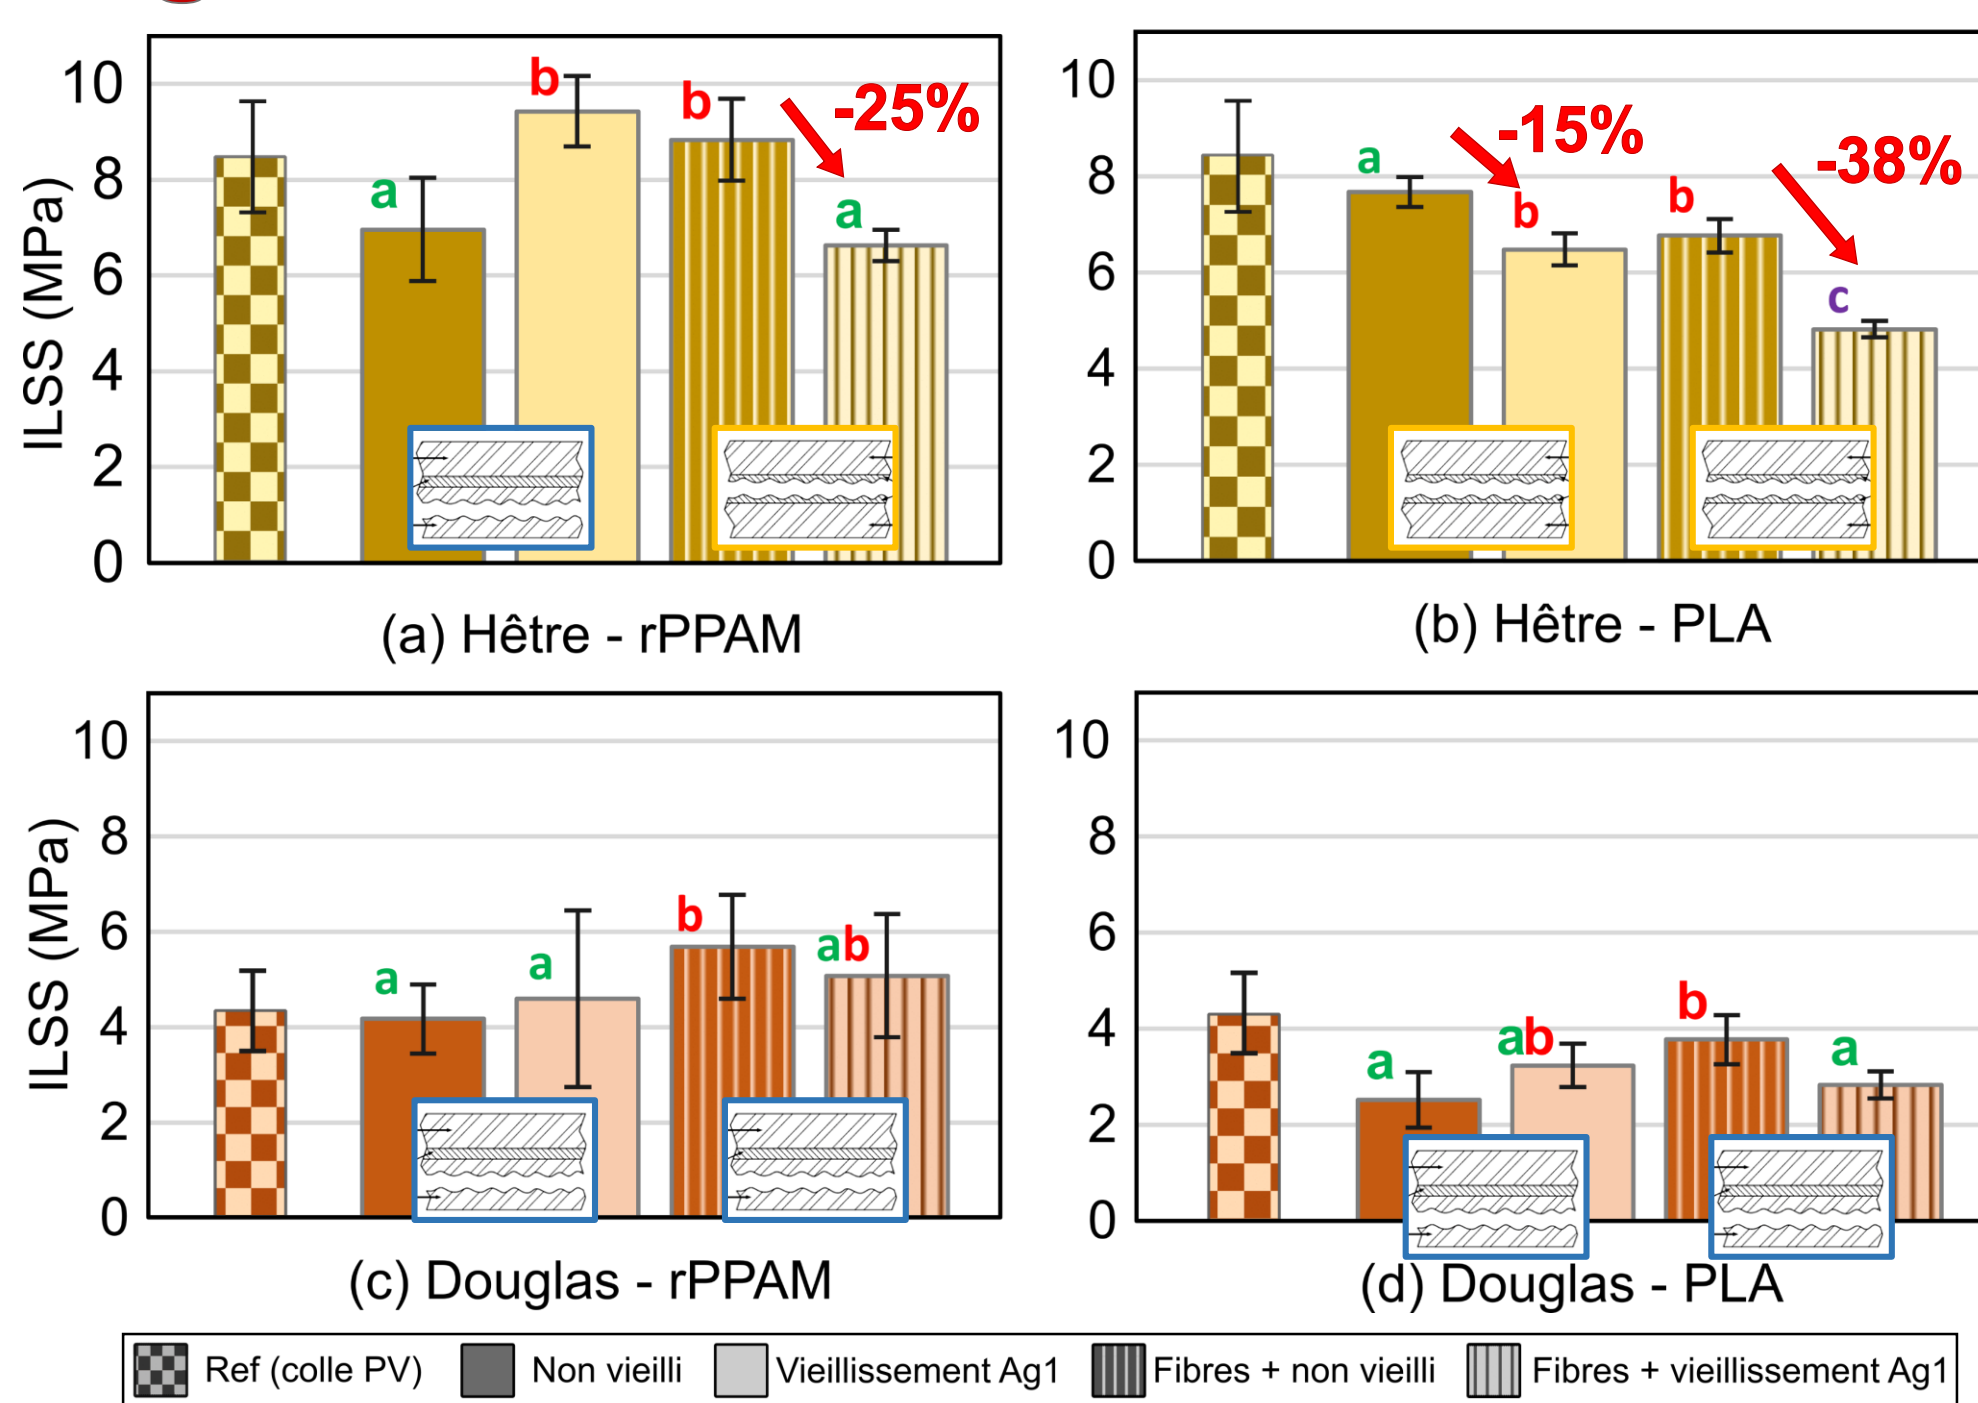 10
8
6
4
2
0
ILSS (MPa)
a
b
b
a
-25%
(a) Hêtre - rPPAM
10
8
6
4
2
0
a
b
b
c
-15%
-38%
(b) Hêtre - PLA
10
8
6
4
2
0
ILSS (MPa)
a
a
b
ab
(c) Douglas - rPPAM
10
8
6
4
2
0
a
ab
b
a
(d) Douglas - PLA
Ref (colle PV) Non vieilli Vieillissement Ag1 Fibres + non vieilli Fibres + vieillissement Ag1